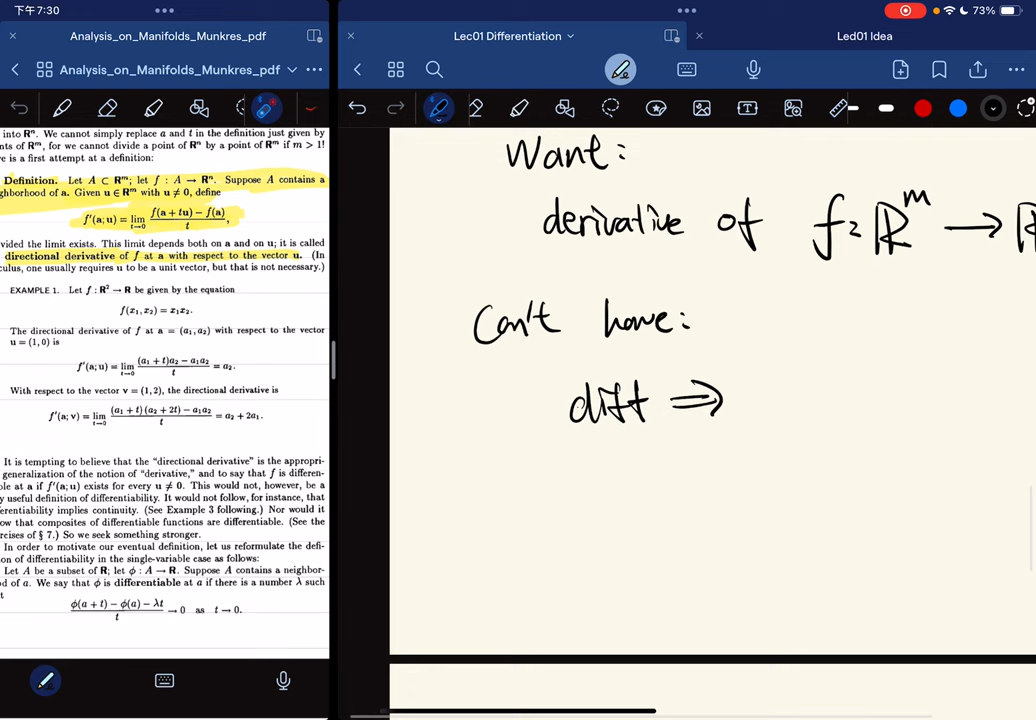 下午7:30
73%
Analysis_on_Manifolds_Munkres_pdf
Lec01 Differentiation
Led01 Idea
Analysis_on_Manifolds_Munkres_pdf
into Rⁿ. We cannot simply replace a and t in the definition just given by
nts of Rᵐ, for we cannot divide a point of Rⁿ by a point of Rᵐ if m > 1!
re is a first attempt at a definition:
Definition. Let A ⊂ Rᵐ; let f : A → Rⁿ. Suppose A contains a
ghborhood of a. Given u ∈ Rᵐ with u ≠ 0, define
f'(a;u) = lim t→0 (f(a + tu) − f(a))/t,
vided the limit exists. This limit depends both on a and on u; it is called
directional derivative of f at a with respect to the vector u. (In
culus, one usually requires u to be a unit vector, but that is not necessary.)
EXAMPLE 1. Let f : R² → R be given by the equation
f(x₁, x₂) = x₁x₂.
The directional derivative of f at a = (a₁, a₂) with respect to the vector
u = (1, 0) is
f'(a;u) = lim t→0 ((a₁ + t)a₂ − a₁a₂)/t = a₂.
With respect to the vector v = (1, 2), the directional derivative is
f'(a;v) = lim t→0 ((a₁ + t)(a₂ + 2t) − a₁a₂)/t = a₂ + 2a₁.
It is tempting to believe that the "directional derivative" is the appropri-
generalization of the notion of "derivative," and to say that f is differen-
ble at a if f'(a;u) exists for every u ≠ 0. This would not, however, be a
y useful definition of differentiability. It would not follow, for instance, that
erentiability implies continuity. (See Example 3 following.) Nor would it
ow that composites of differentiable functions are differentiable. (See the
rcises of § 7.) So we seek something stronger.
In order to motivate our eventual definition, let us reformulate the defi-
on of differentiability in the single-variable case as follows:
Let A be a subset of R; let φ : A → R. Suppose A contains a neighbor-
d of a. We say that φ is differentiable at a if there is a number λ such
t
(φ(a + t) − φ(a) − λt)/t → 0 as t → 0.
Want:
derivative of f: ℝᵐ → ℝ
Can't have:
diff ⇒